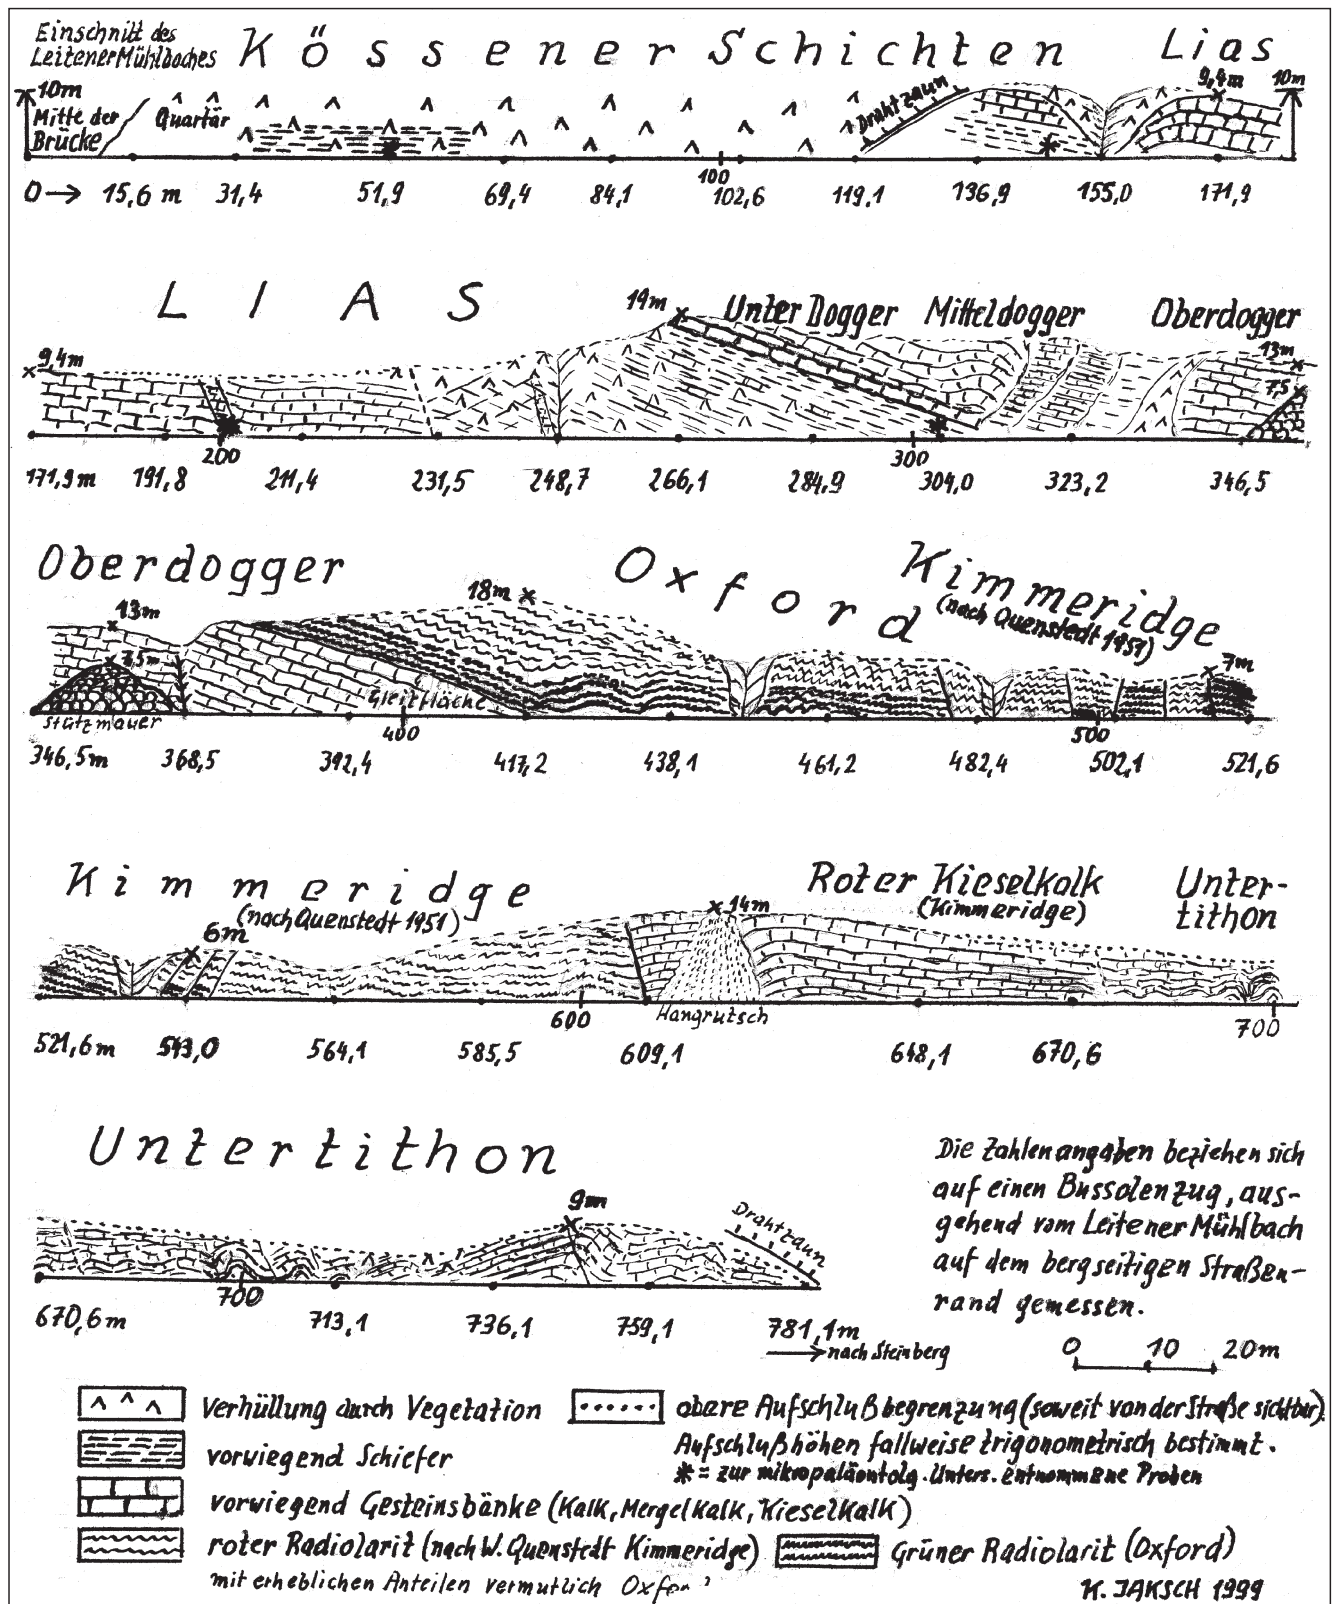 Einschnitt des
Leitener Mühlbaches
Kössener Schichten
Lias
10m
9,4m
10m
Mitte der
Brücke
Quartär
Drahtzaun
100
0→ 15,6 m 31,4 51,9 69,4 84,1 102,6 119,1 136,9 155,0 171,9
LIAS
19m
Unter Dogger
Mitteldogger
Oberdogger
9,4m
13m
7,5
200
300
171,9m 191,8 211,4 231,5 248,7 266,1 284,9 304,0 323,2 346,5
Oberdogger
Oxford
Kimmeridge
(nach Quenstedt 1951)
13m
18m
7,5m
7m
Gleitfläche
Stützmauer
400
500
346,5m 368,5 392,4 417,2 438,1 461,2 482,4 502,1 521,6
Kimmeridge
(nach Quenstedt 1951)
Roter Kieselkalk
(Kimmeridge)
Unter-
tithon
6m
14m
600
Hangrutsch
700
521,6m 543,0 564,1 585,5 609,1 648,1 670,6
Untertithon
9m
Drahtzaun
700
670,6m 713,1 736,1 759,1 781,1m
→nach Steinberg
Die Zahlenangaben beziehen sich
auf einen Bussolenzug, aus-
gehend vom Leitener Mühlbach
auf dem bergseitigen Straßen-
rand gemessen.
0 10 20m
Verhüllung durch Vegetation
obere Aufschlußbegrenzung (soweit von der Straße sichtbar).
Aufschlußhöhen fallweise trigonometrisch bestimmt.
* = zur mikropaläontolg. Unters. entnommene Proben
vorwiegend Schiefer
vorwiegend Gesteinsbänke (Kalk, Mergelkalk, Kieselkalk)
roter Radiolarit (nach W. Quenstedt Kimmeridge)
Grüner Radiolarit (Oxford)
mit erheblichen Anteilen vermutlich
K. JAKSCH 1999